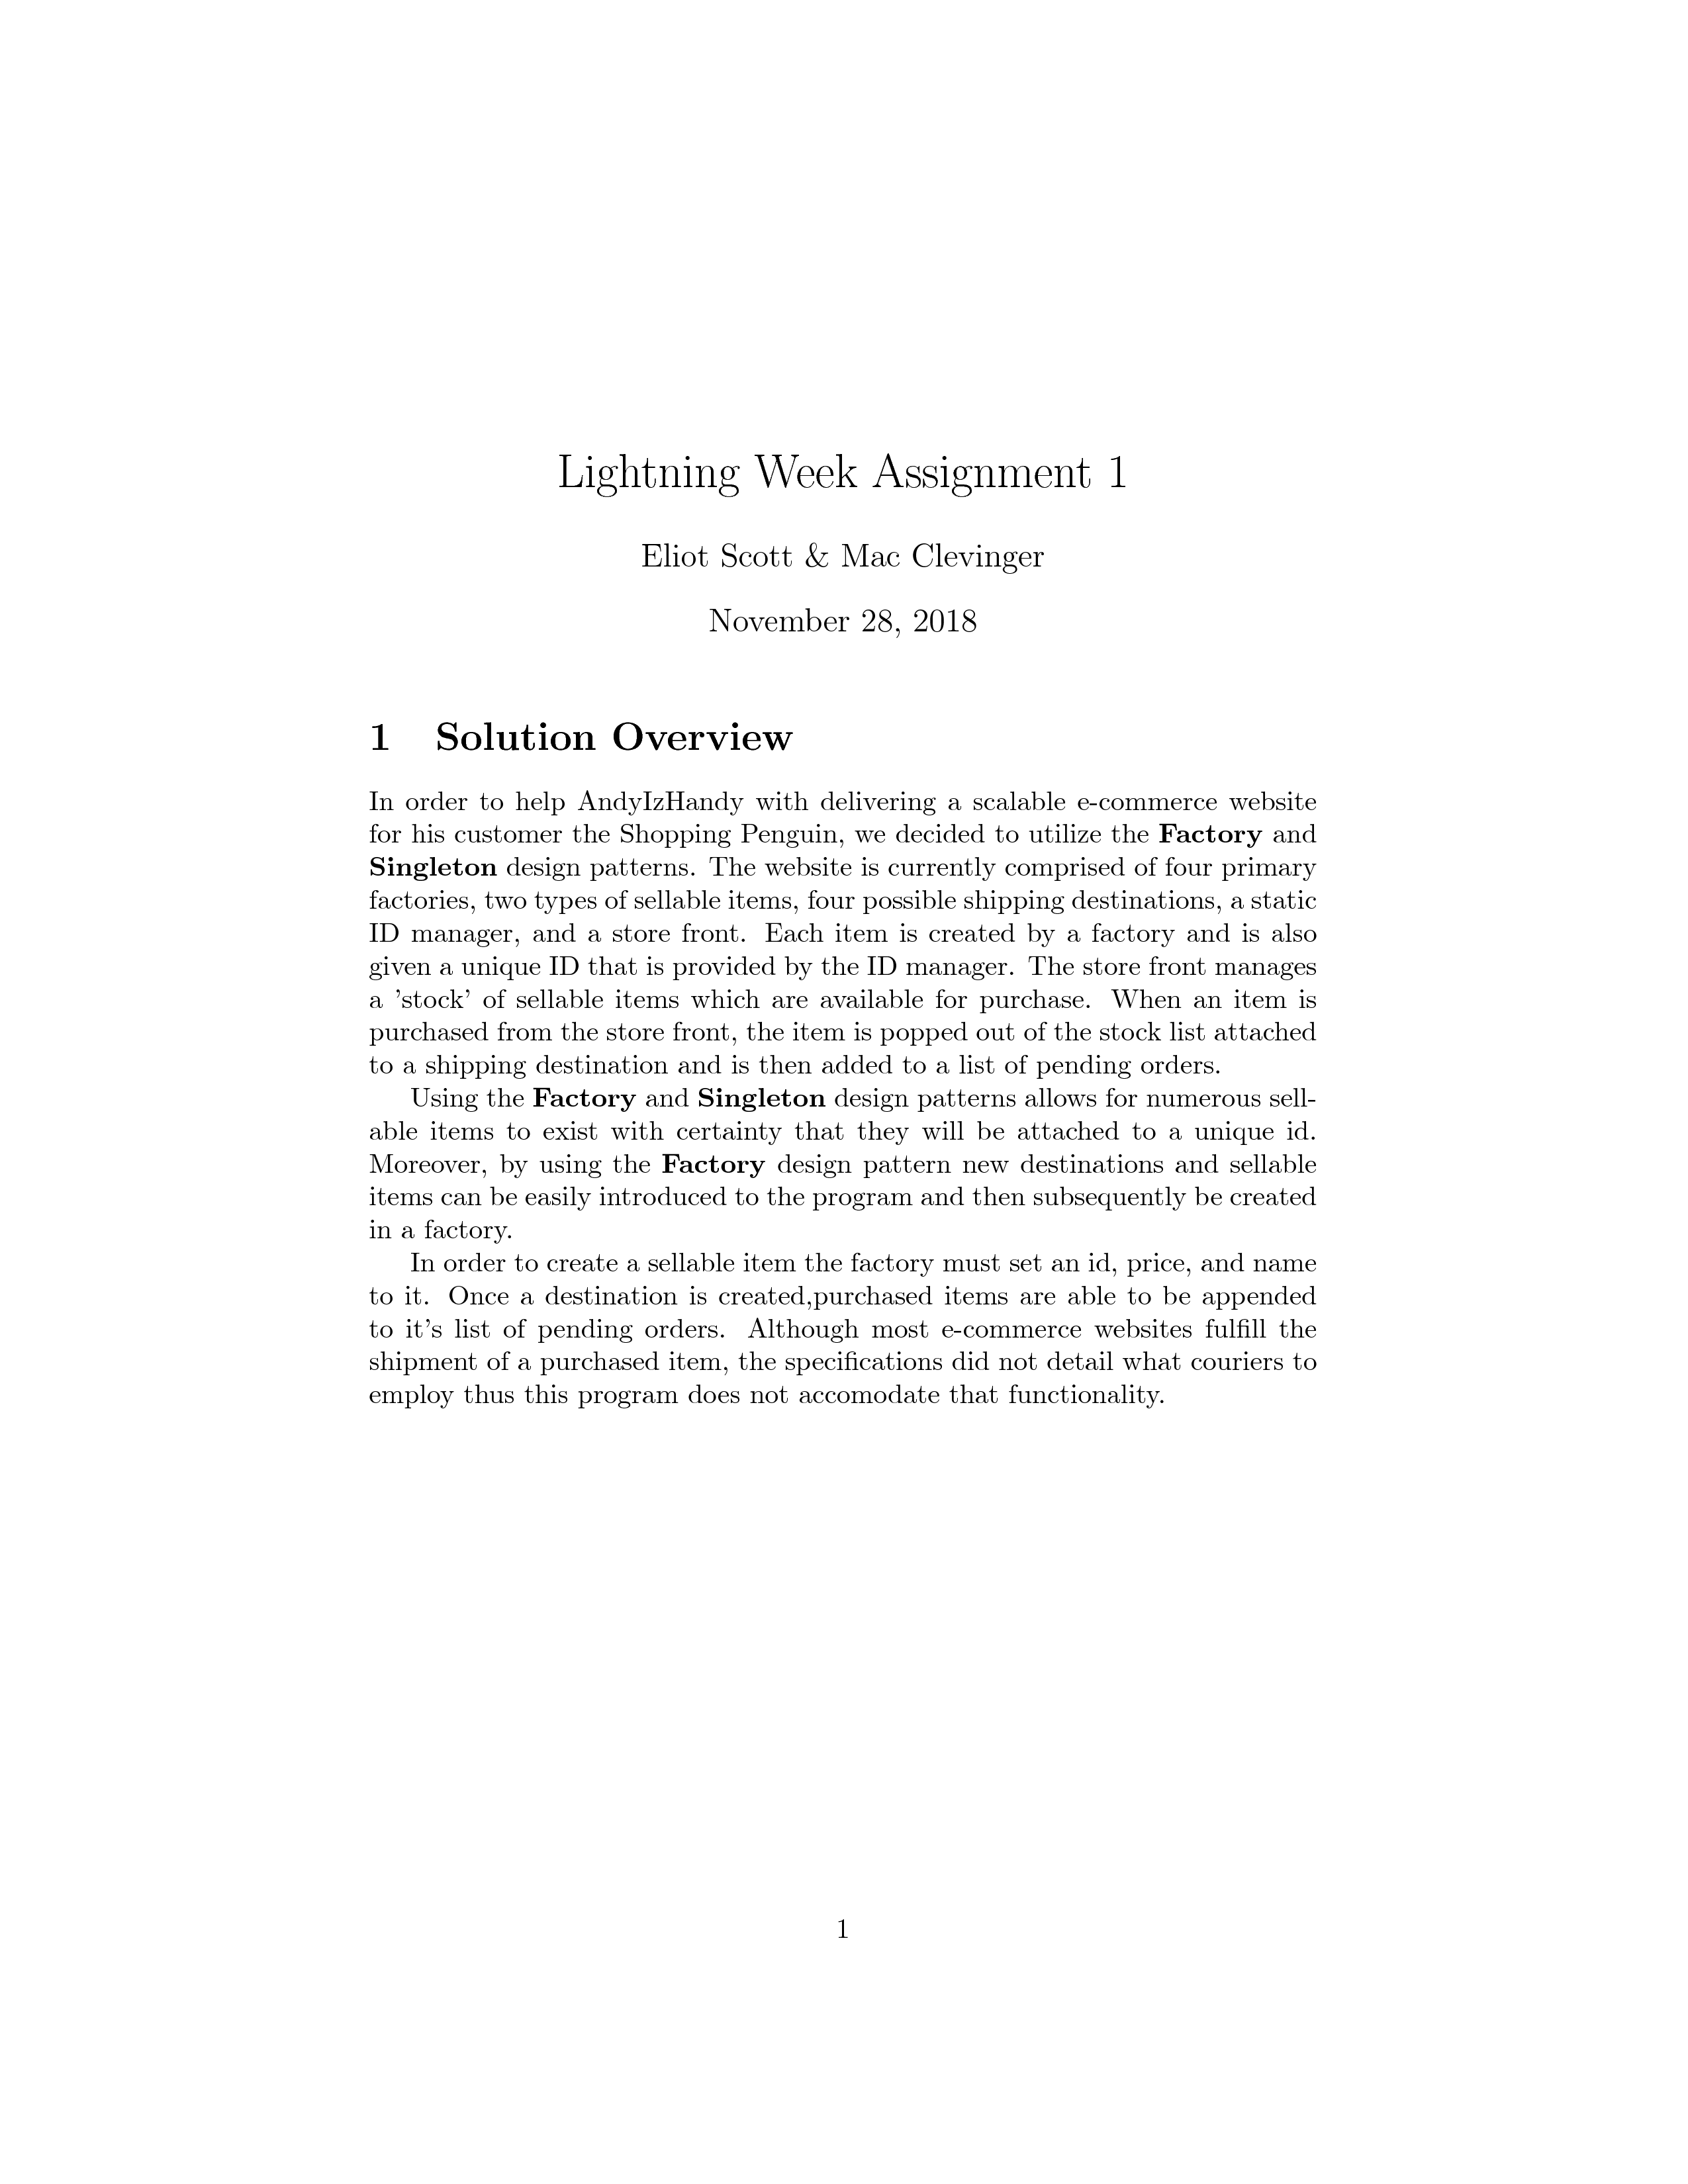 Lightning Week Assignment 1
Eliot Scott & Mac Clevinger
November 28, 2018
1 Solution Overview
In order to help AndyIzHandy with delivering a scalable e-commerce website
for his customer the Shopping Penguin, we decided to utilize the Factory and
Singleton design patterns. The website is currently comprised of four primary
factories, two types of sellable items, four possible shipping destinations, a static
ID manager, and a store front. Each item is created by a factory and is also
given a unique ID that is provided by the ID manager. The store front manages
a 'stock' of sellable items which are available for purchase. When an item is
purchased from the store front, the item is popped out of the stock list attached
to a shipping destination and is then added to a list of pending orders.
Using the Factory and Singleton design patterns allows for numerous sell-
able items to exist with certainty that they will be attached to a unique id.
Moreover, by using the Factory design pattern new destinations and sellable
items can be easily introduced to the program and then subsequently be created
in a factory.
In order to create a sellable item the factory must set an id, price, and name
to it. Once a destination is created,purchased items are able to be appended
to it's list of pending orders. Although most e-commerce websites fulfill the
shipment of a purchased item, the specifications did not detail what couriers to
employ thus this program does not accomodate that functionality.
1